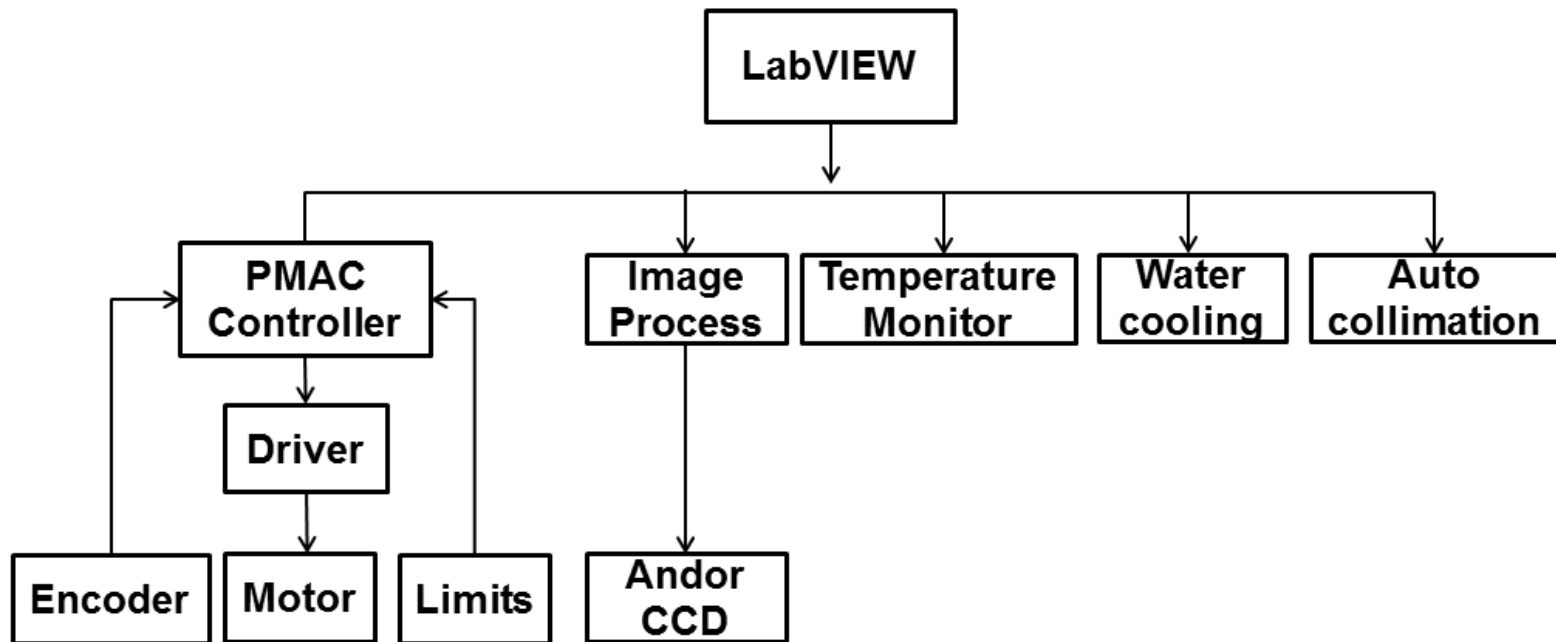 LabVIEW
PMAC
Controller
Image
Process
Temperature
Monitor
Water
cooling
Auto
collimation
Driver
Encoder
Motor
Limits
Andor
CCD